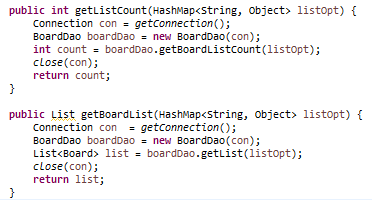 public int getListCount(HashMap<String, Object> listOpt) {
    Connection con = getConnection();
    BoardDao boardDao = new BoardDao(con);
    int count = boardDao.getBoardListCount(listOpt);
    close(con);
    return count;
}
public List getBoardList(HashMap<String, Object> listOpt) {
    Connection con  = getConnection();
    BoardDao boardDao = new BoardDao(con);
    List<Board> list = boardDao.getList(listOpt);
    close(con);
    return list;
}